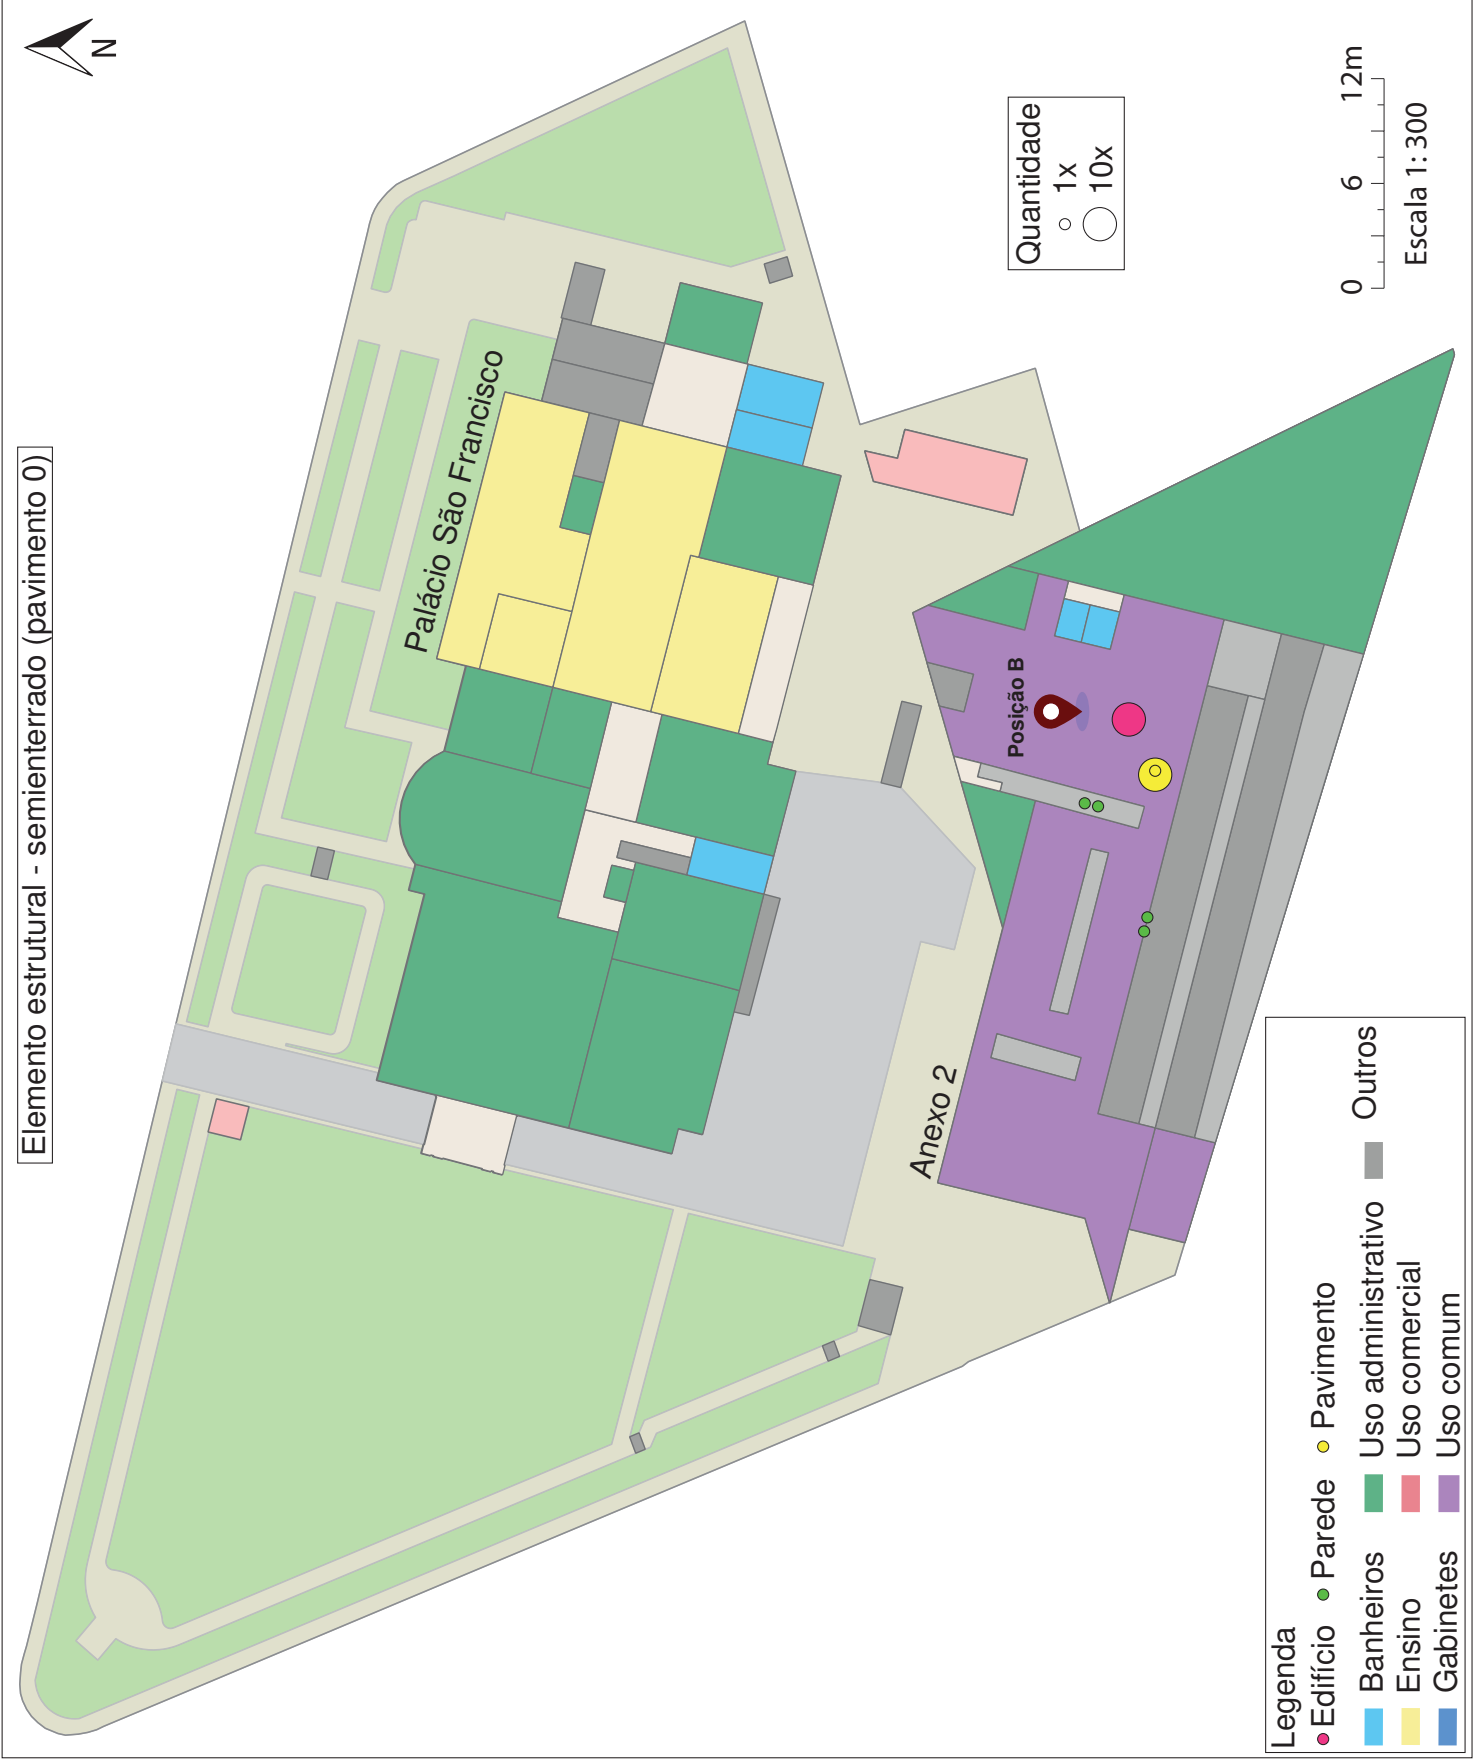 Elemento estrutural - semienterrado (pavimento 0)
N
Palácio São Francisco
Quantidade
1x
10x
0 6 12m
Escala 1: 300
Posição B
Anexo 2
Legenda
Edifício Parede Pavimento
Banheiros Uso administrativo Outros
Ensino Uso comercial
Gabinetes Uso comum